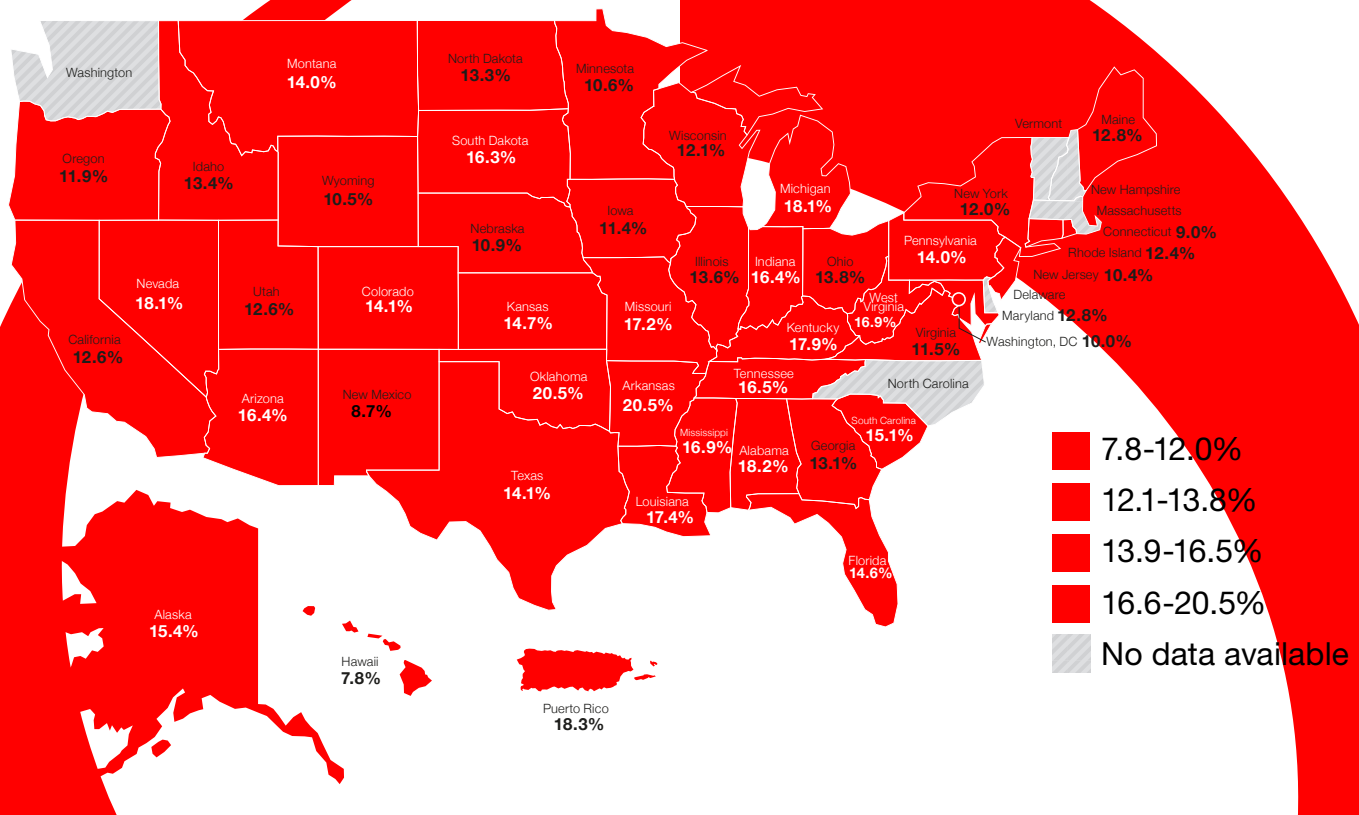 Washington
Montana
14.0%
North Dakota
13.3%
Minnesota
10.6%
Vermont
Maine
12.8%
Oregon
11.9%
Idaho
13.4%
Wyoming
10.5%
South Dakota
16.3%
Wisconsin
12.1%
Michigan
18.1%
New York
12.0%
New Hampshire
Massachusetts
Connecticut 9.0%
Rhode Island 12.4%
New Jersey 10.4%
Delaware
Maryland 12.8%
Washington, DC 10.0%
Nebraska
10.9%
Iowa
11.4%
Pennsylvania
14.0%
Nevada
18.1%
Utah
12.6%
Colorado
14.1%
Illinois
13.6%
Indiana
16.4%
Ohio
13.8%
California
12.6%
Kansas
14.7%
Missouri
17.2%
West
Virginia
16.9%
Kentucky
17.9%
Virginia
11.5%
Arizona
16.4%
New Mexico
8.7%
Oklahoma
20.5%
Arkansas
20.5%
Tennessee
16.5%
North Carolina
Mississippi
16.9%
Alabama
18.2%
Georgia
13.1%
South Carolina
15.1%
Texas
14.1%
Louisiana
17.4%
Florida
14.6%
Alaska
15.4%
Hawaii
7.8%
Puerto Rico
18.3%
7.8-12.0%
12.1-13.8%
13.9-16.5%
16.6-20.5%
No data available